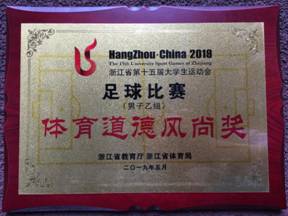 HangZhou·China 2019
The 15th University Sport Games of Zhejiang
浙江省第十五届大学生运动会
足球比赛
(男子乙组)
体育道德风尚奖
浙江省教育厅 浙江省体育局
二〇一九年五月